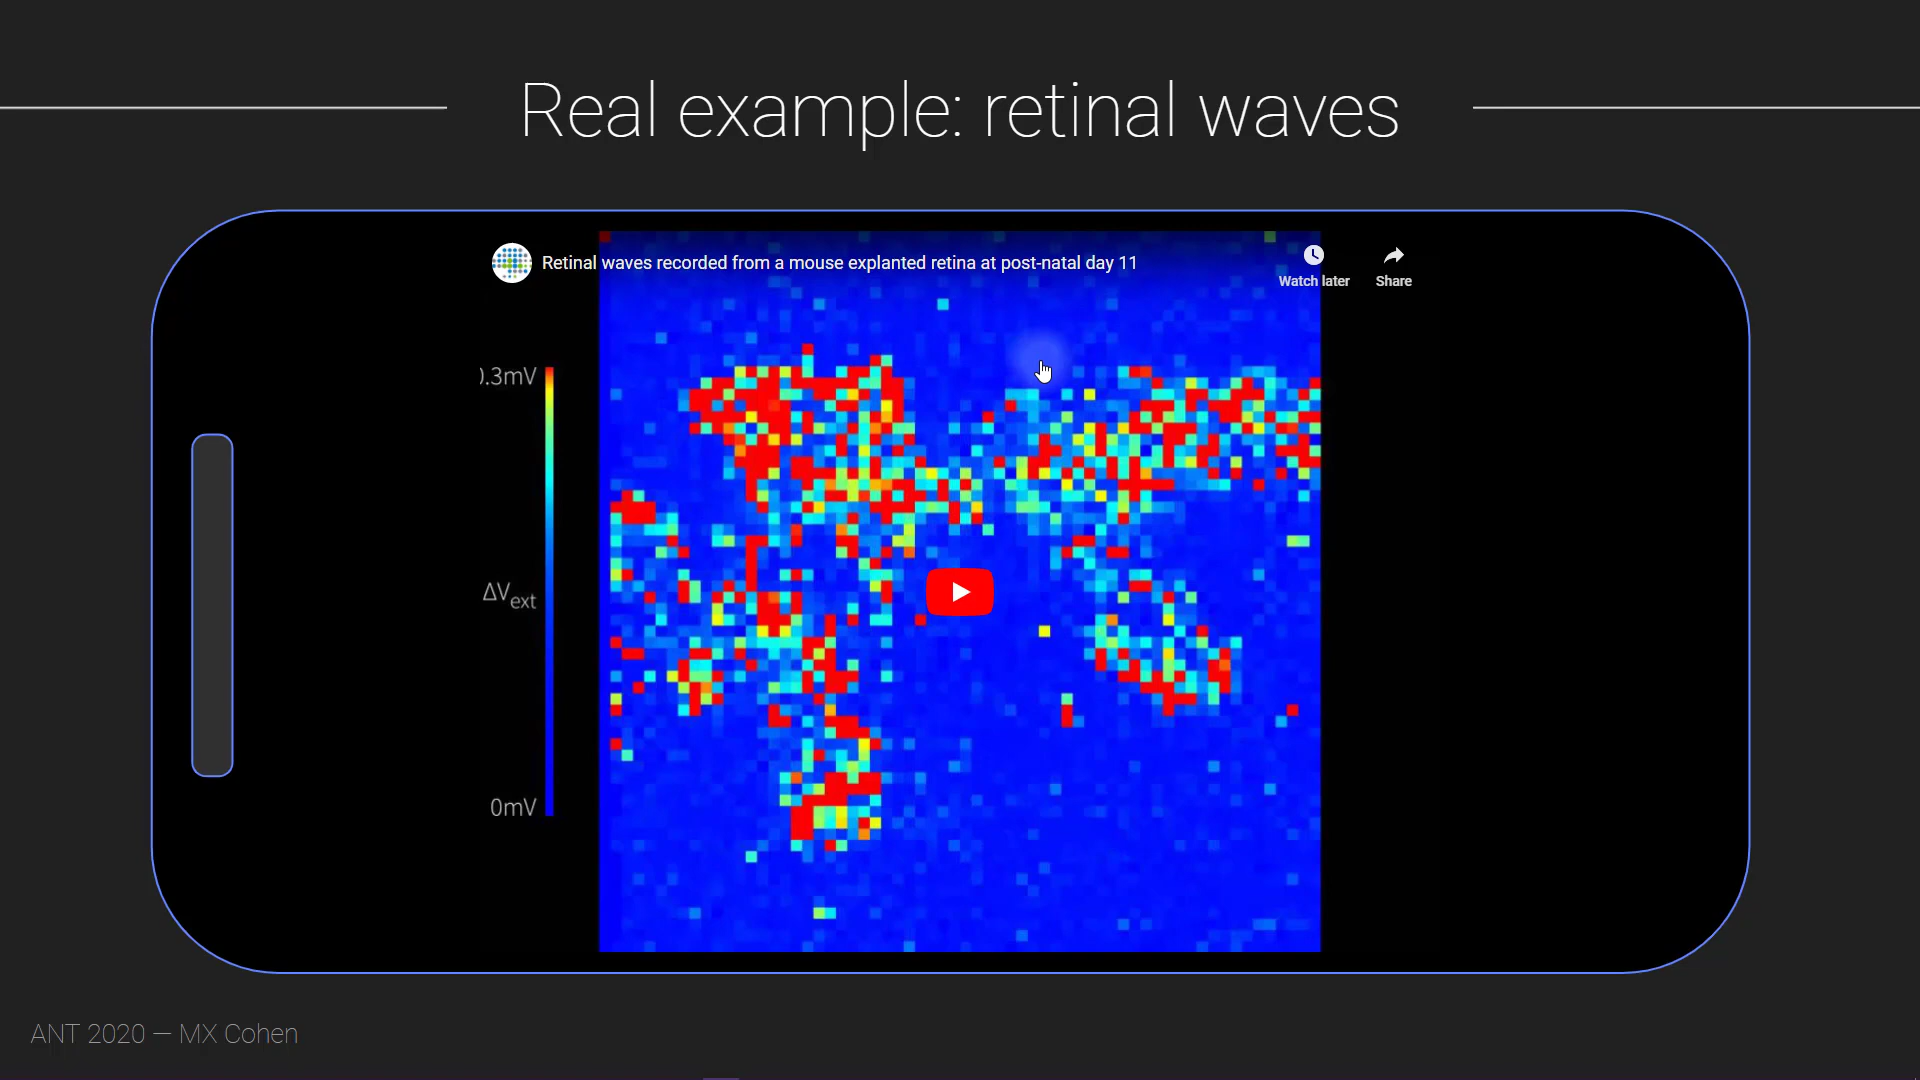 Real example: retinal waves
Retinal waves recorded from a mouse explanted retina at post-natal day 11
Watch later
Share
0.3mV
ΔVext
0mV
ANT 2020 — MX Cohen